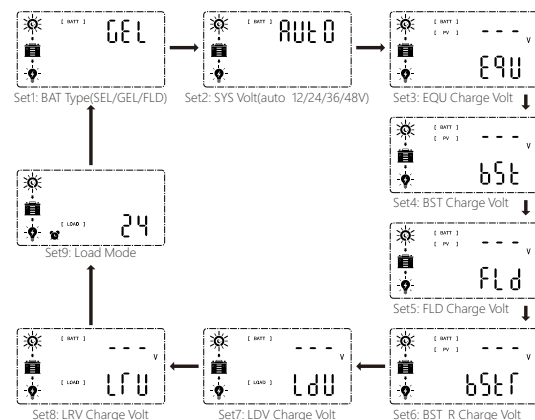 [ BATT ]
GEL
Set1: BAT Type(SEL/GEL/FLD)
[ BATT ]
AUtO
Set2: SYS Volt(auto 12/24/36/48V)
[ BATT ]
[ PV ]
- - - V
EqU
Set3: EQU Charge Volt
[ BATT ]
[ PV ]
- - - V
bSt
Set4: BST Charge Volt
[ BATT ]
[ PV ]
- - - V
FLd
Set5: FLD Charge Volt
[ BATT ]
[ PV ]
- - - V
bStr
Set6: BST R Charge Volt
[ BATT ]
- - - V
[ LOAD ]
LdU
Set7: LDV Charge Volt
[ BATT ]
- - - V
[ LOAD ]
LrU
Set8: LRV Charge Volt
[ LOAD ]
24
Set9: Load Mode